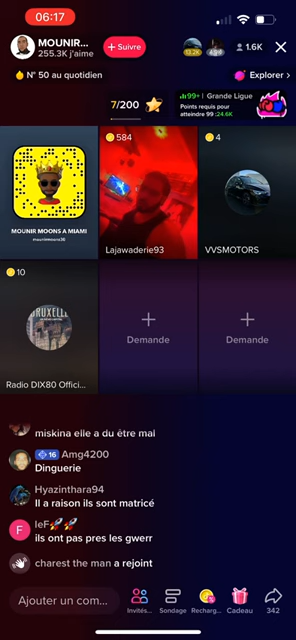 06:17
MOUNIR...
255.3K j'aime
+ Suivre
1.6K
N° 50 au quotidien
Explorer >
7/200
99+ | Grande Ligue
Points requis pour
atteindre 99 :24.6K
MOUNIR MOONS A MIAMI
mounirmoons36
584
Lajawaderie93
4
VVSMOTORS
10
BRUXELL
Radio DIX80 Offici...
Demande
Demande
miskina elle a du être mal
16 Amg4200
Dinguerie
Hyazinthara94
Il a raison ils sont matricé
F
leF🚀🚀
ils ont pas pres les gwerr
charest the man a rejoint
Ajouter un com...
Invités...
Sondage
Recharg...
Cadeau
342